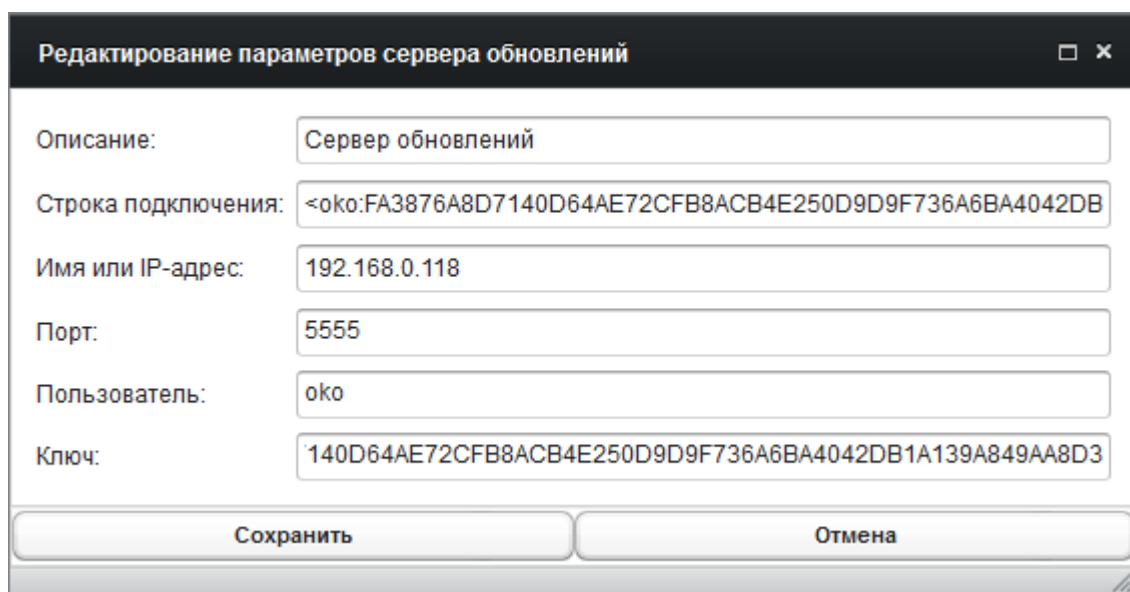 Редактирование параметров сервера обновлений
Описание: Сервер обновлений
Строка подключения: <oko:FA3876A8D7140D64AE72CFB8ACB4E250D9D9F736A6BA4042DB
Имя или IP-адрес: 192.168.0.118
Порт: 5555
Пользователь: oko
Ключ: 140D64AE72CFB8ACB4E250D9D9F736A6BA4042DB1A139A849AA8D3
Сохранить Отмена